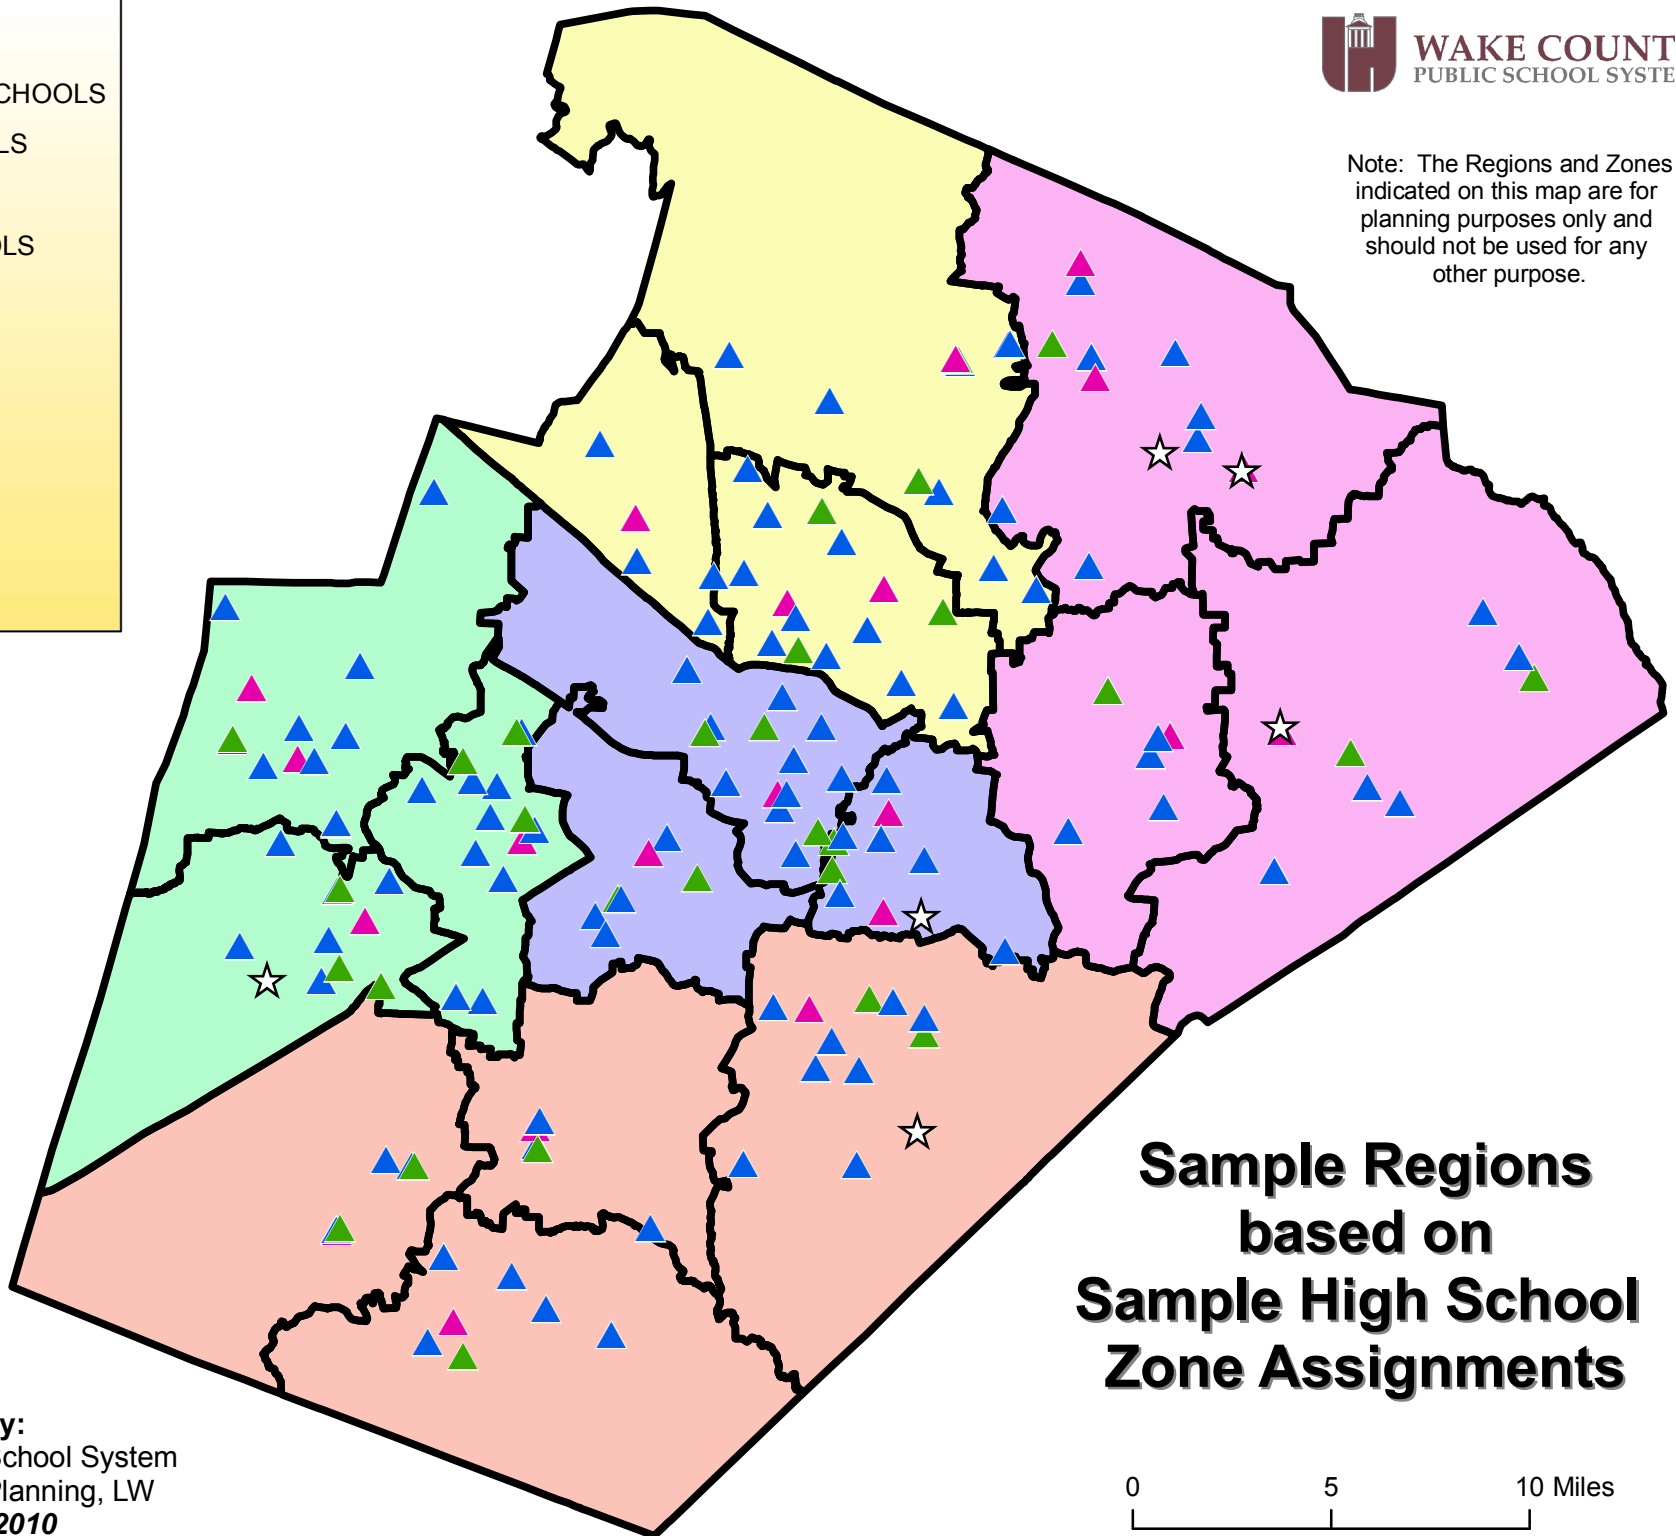 CHOOLS
LS
OLS
WAKE COUNT
PUBLIC SCHOOL SYSTE
Note: The Regions and Zones
indicated on this map are for
planning purposes only and
should not be used for any
other purpose.
Sample Regions
based on
Sample High School
Zone Assignments
y:
School System
Planning, LW
2010
0 5 10 Miles